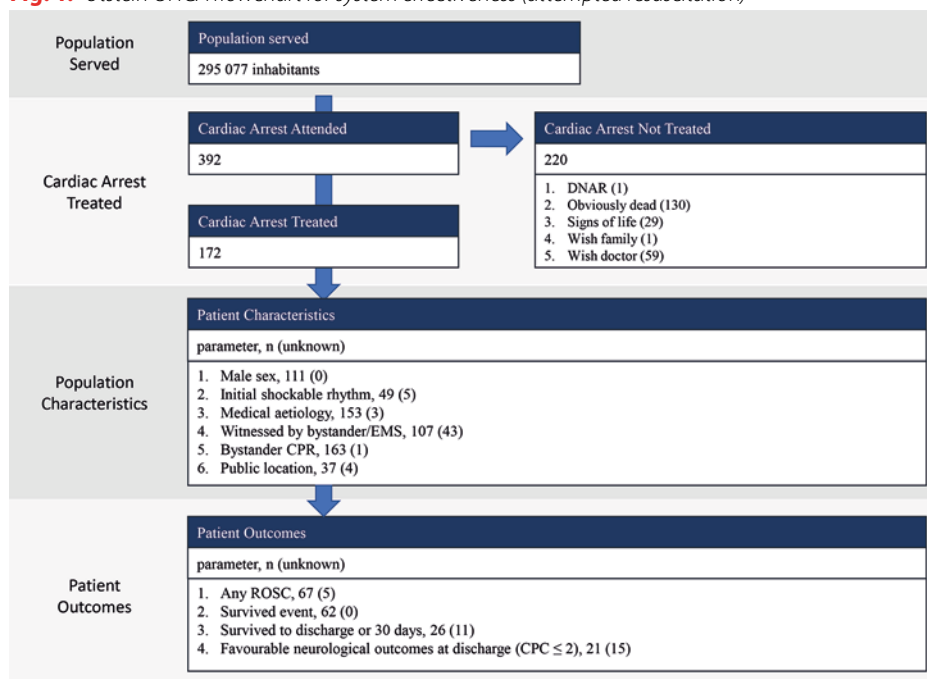 Population Served
Population served
295 077 inhabitants
Cardiac Arrest Treated
Cardiac Arrest Attended
392
Cardiac Arrest Not Treated
220
1. DNAR (1)
2. Obviously dead (130)
3. Signs of life (29)
4. Wish family (1)
5. Wish doctor (59)
Cardiac Arrest Treated
172
Population Characteristics
Patient Characteristics
parameter, n (unknown)
1. Male sex, 111 (0)
2. Initial shockable rhythm, 49 (5)
3. Medical aetiology, 153 (3)
4. Witnessed by bystander/EMS, 107 (43)
5. Bystander CPR, 163 (1)
6. Public location, 37 (4)
Patient Outcomes
Patient Outcomes
parameter, n (unknown)
1. Any ROSC, 67 (5)
2. Survived event, 62 (0)
3. Survived to discharge or 30 days, 26 (11)
4. Favourable neurological outcomes at discharge (CPC ≤ 2), 21 (15)